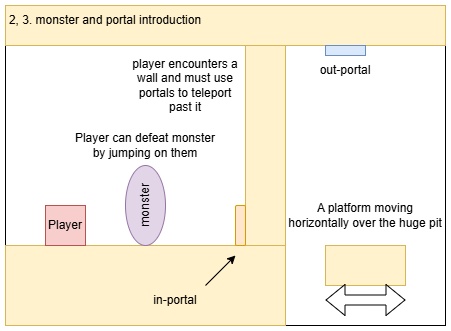 2, 3. monster and portal introduction
player encounters a
wall and must use
portals to teleport
past it
out-portal
Player can defeat monster
by jumping on them
monster
Player
A platform moving
horizontally over the huge pit
in-portal